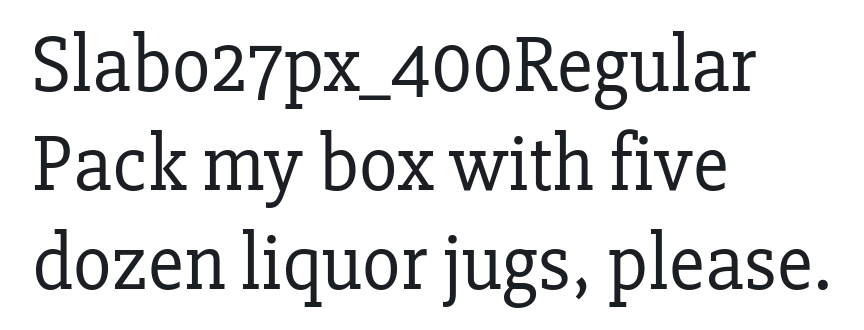 Slabo27px_400Regular
Pack my box with five
dozen liquor jugs, please.